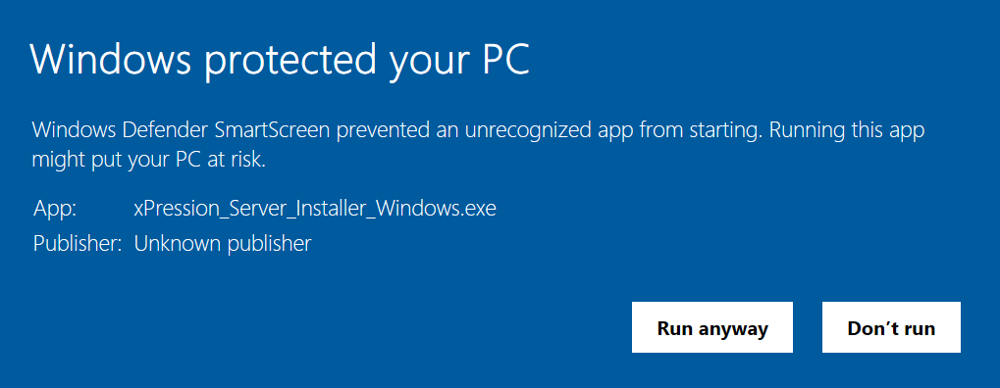 Windows protected your PC
Windows Defender SmartScreen prevented an unrecognized app from starting. Running this app
might put your PC at risk.
App: xPression_Server_Installer_Windows.exe
Publisher: Unknown publisher
Run anyway Don’t run